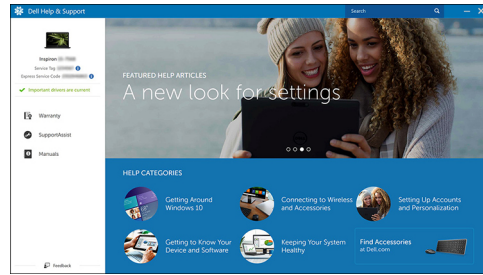 Dell Help & Support
Search
Inspiron
Service Tag
Express Service Code
Important drivers are current
Warranty
SupportAssist
Manuals
Feedback
FEATURED HELP ARTICLES
A new look for settings
HELP CATEGORIES
Getting Around
Windows 10
Connecting to Wireless
and Accessories
Setting Up Accounts
and Personalization
Getting to Know Your
Device and Software
Keeping Your System
Healthy
Find Accessories
at Dell.com